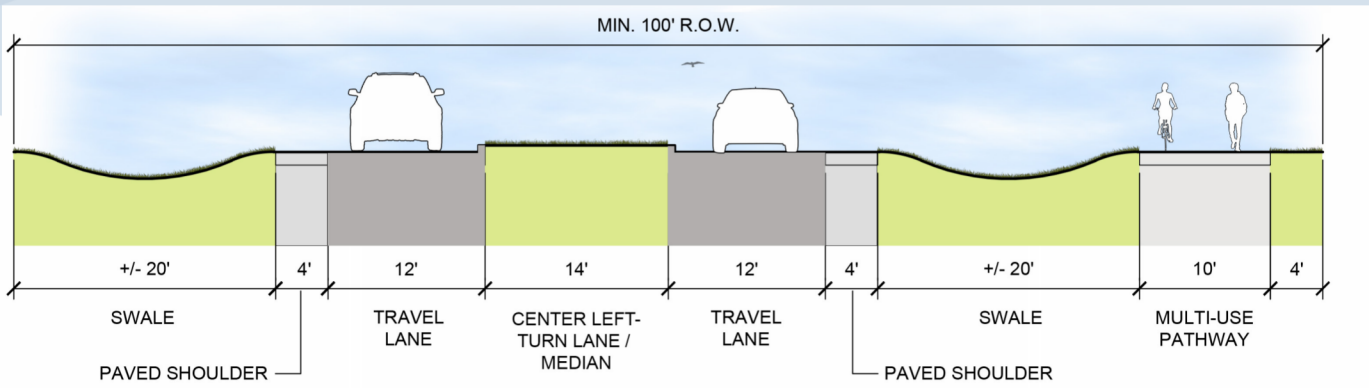 MIN. 100' R.O.W.
+/- 20'
4'
12'
14'
12'
4'
+/- 20'
10'
4'
SWALE
TRAVEL
LANE
CENTER LEFT-
TURN LANE /
MEDIAN
TRAVEL
LANE
SWALE
MULTI-USE
PATHWAY
PAVED SHOULDER
PAVED SHOULDER